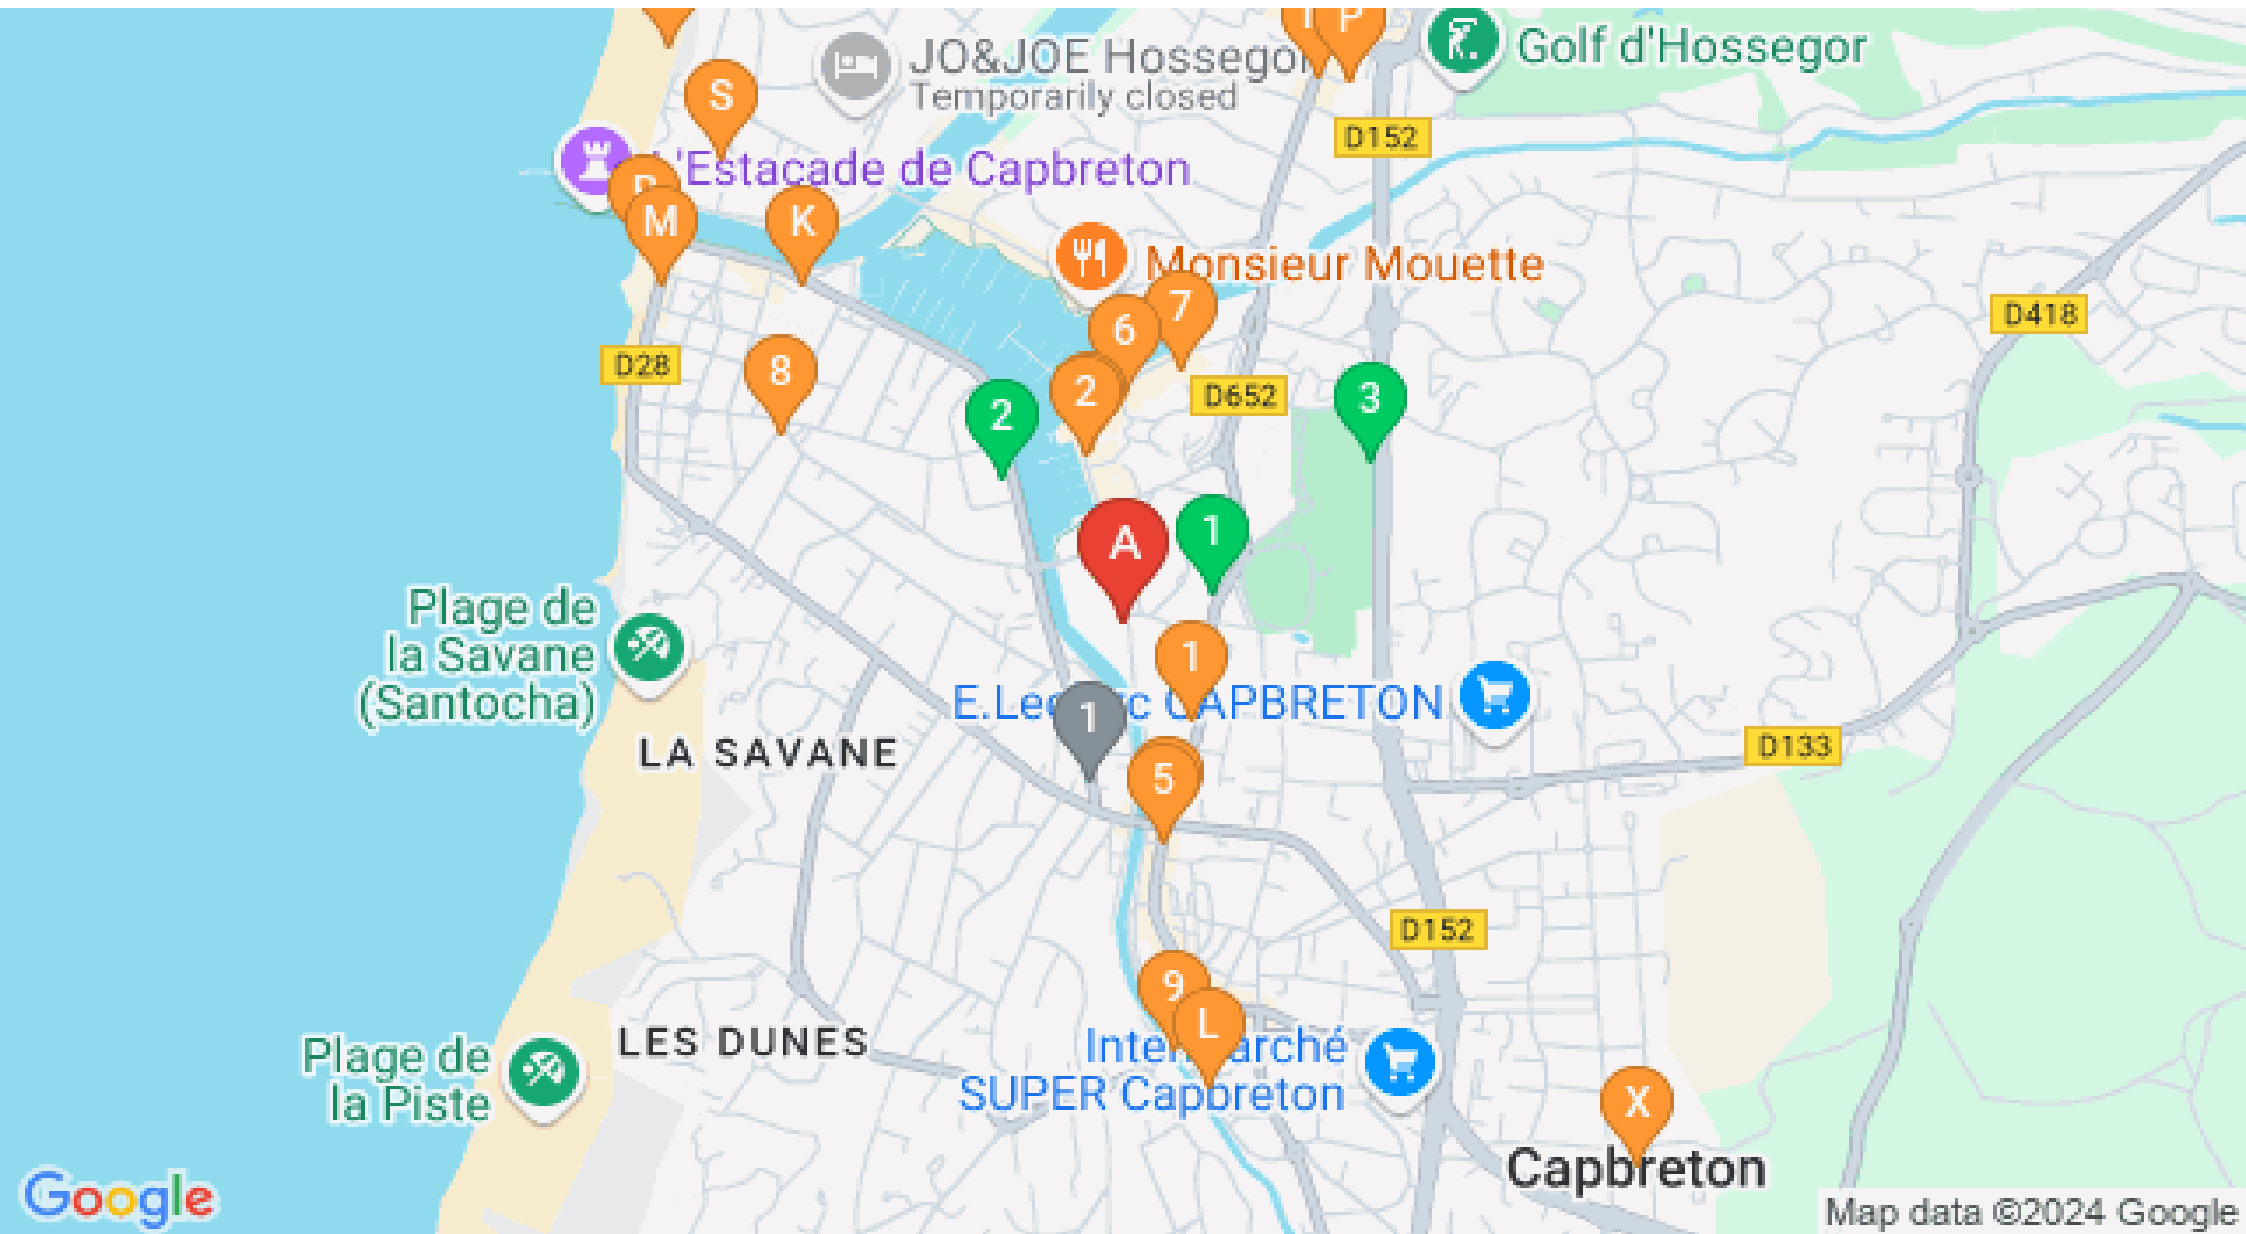 P
JO&JOE Hossegor
Temporarily closed
Golf d'Hossegor
S
D152
L'Estacade de Capbreton
M
K
Monsieur Mouette
7
6
D418
D28
8
2
2
D652
3
A
1
Plage de
la Savane
(Santocha)
1
E.Leclerc CAPBRETON
1
LA SAVANE
D133
5
D152
9
L
LES DUNES
Plage de
la Piste
Intermarché
SUPER Capbreton
X
Capbreton
Google
Map data ©2024 Google